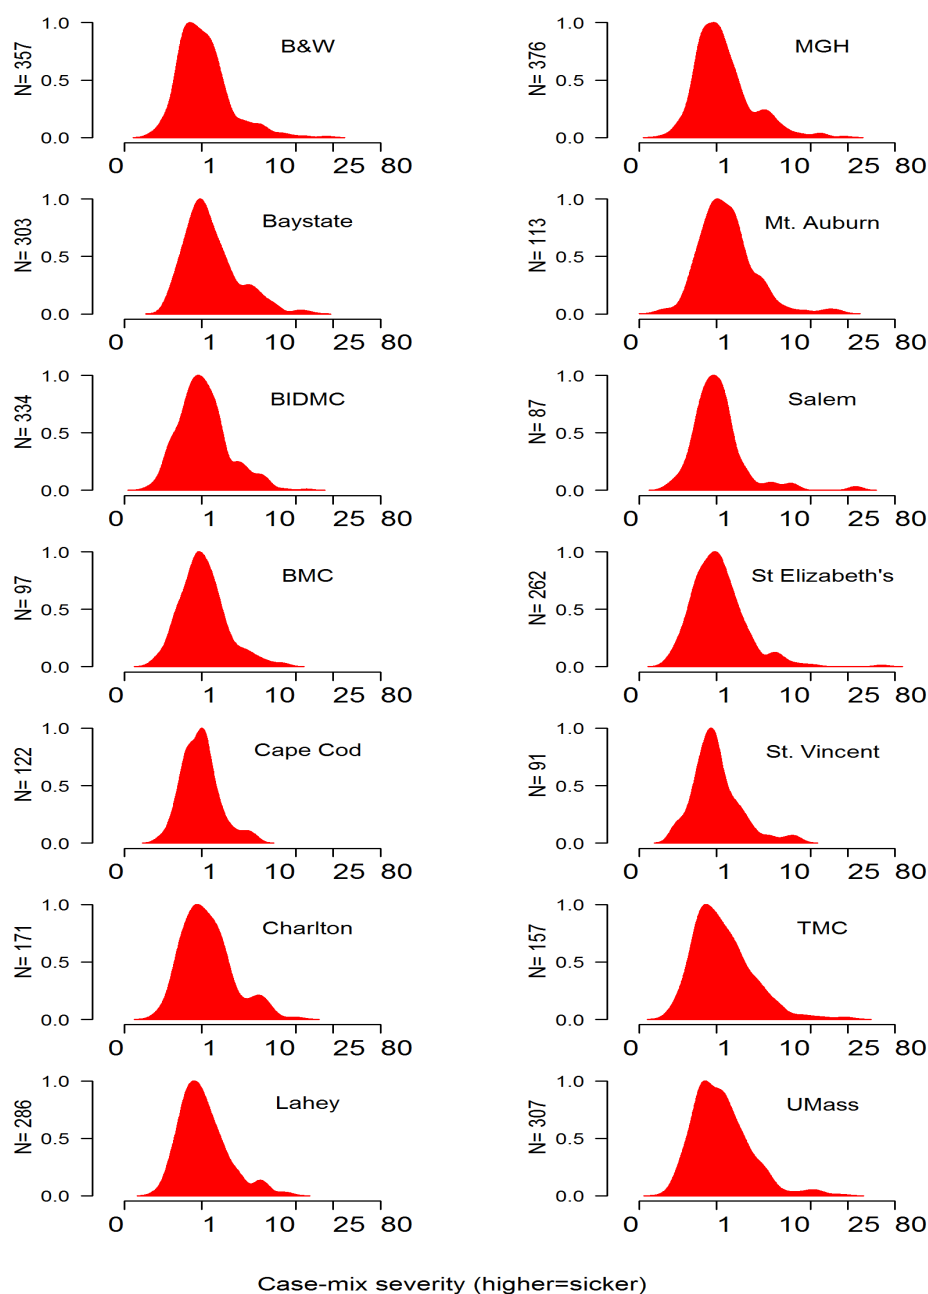 N= 357
1.0
0.5
0.0
B&W
0 1 10 25 80
N= 376
1.0
0.5
0.0
MGH
0 1 10 25 80
N= 303
1.0
0.5
0.0
Baystate
0 1 10 25 80
N= 113
1.0
0.5
0.0
Mt. Auburn
0 1 10 25 80
N= 334
1.0
0.5
0.0
BIDMC
0 1 10 25 80
N= 87
1.0
0.5
0.0
Salem
0 1 10 25 80
N= 97
1.0
0.5
0.0
BMC
0 1 10 25 80
N= 262
1.0
0.5
0.0
St Elizabeth's
0 1 10 25 80
N= 122
1.0
0.5
0.0
Cape Cod
0 1 10 25 80
N= 91
1.0
0.5
0.0
St. Vincent
0 1 10 25 80
N= 171
1.0
0.5
0.0
Charlton
0 1 10 25 80
N= 157
1.0
0.5
0.0
TMC
0 1 10 25 80
N= 286
1.0
0.5
0.0
Lahey
0 1 10 25 80
N= 307
1.0
0.5
0.0
UMass
0 1 10 25 80
Case-mix severity (higher=sicker)